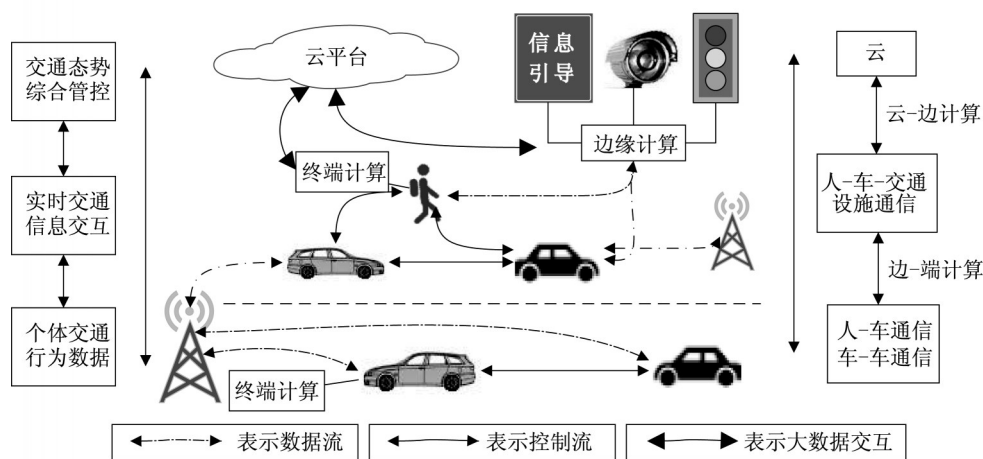 交通态势
综合管控
实时交通
信息交互
个体交通
行为数据
云平台
信息
引导
边缘计算
终端计算
终端计算
云
云-边计算
人-车-交通
设施通信
边-端计算
人-车通信
车-车通信
表示数据流
表示控制流
表示大数据交互